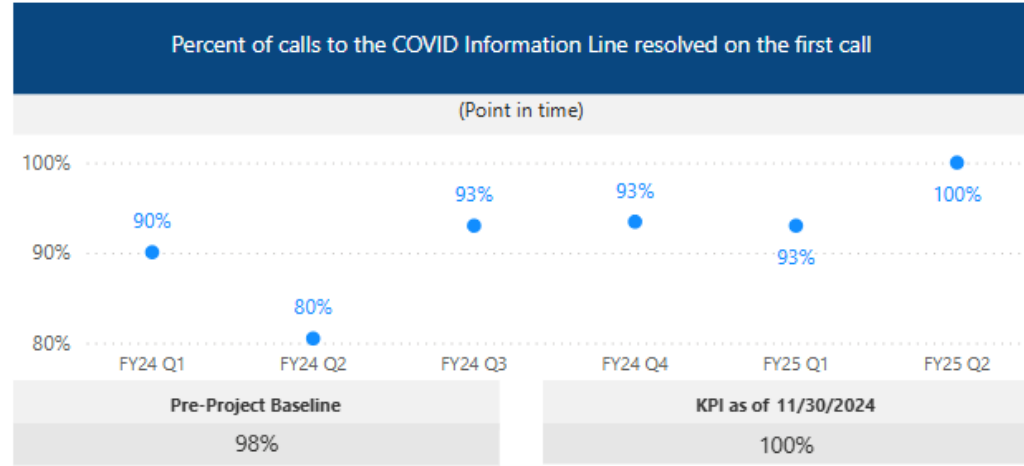 Percent of calls to the COVID Information Line resolved on the first call
(Point in time)
100%
90%
80%
90%
80%
93%
93%
93%
100%
FY24 Q1 FY24 Q2 FY24 Q3 FY24 Q4 FY25 Q1 FY25 Q2
Pre-Project Baseline
98%
KPI as of 11/30/2024
100%